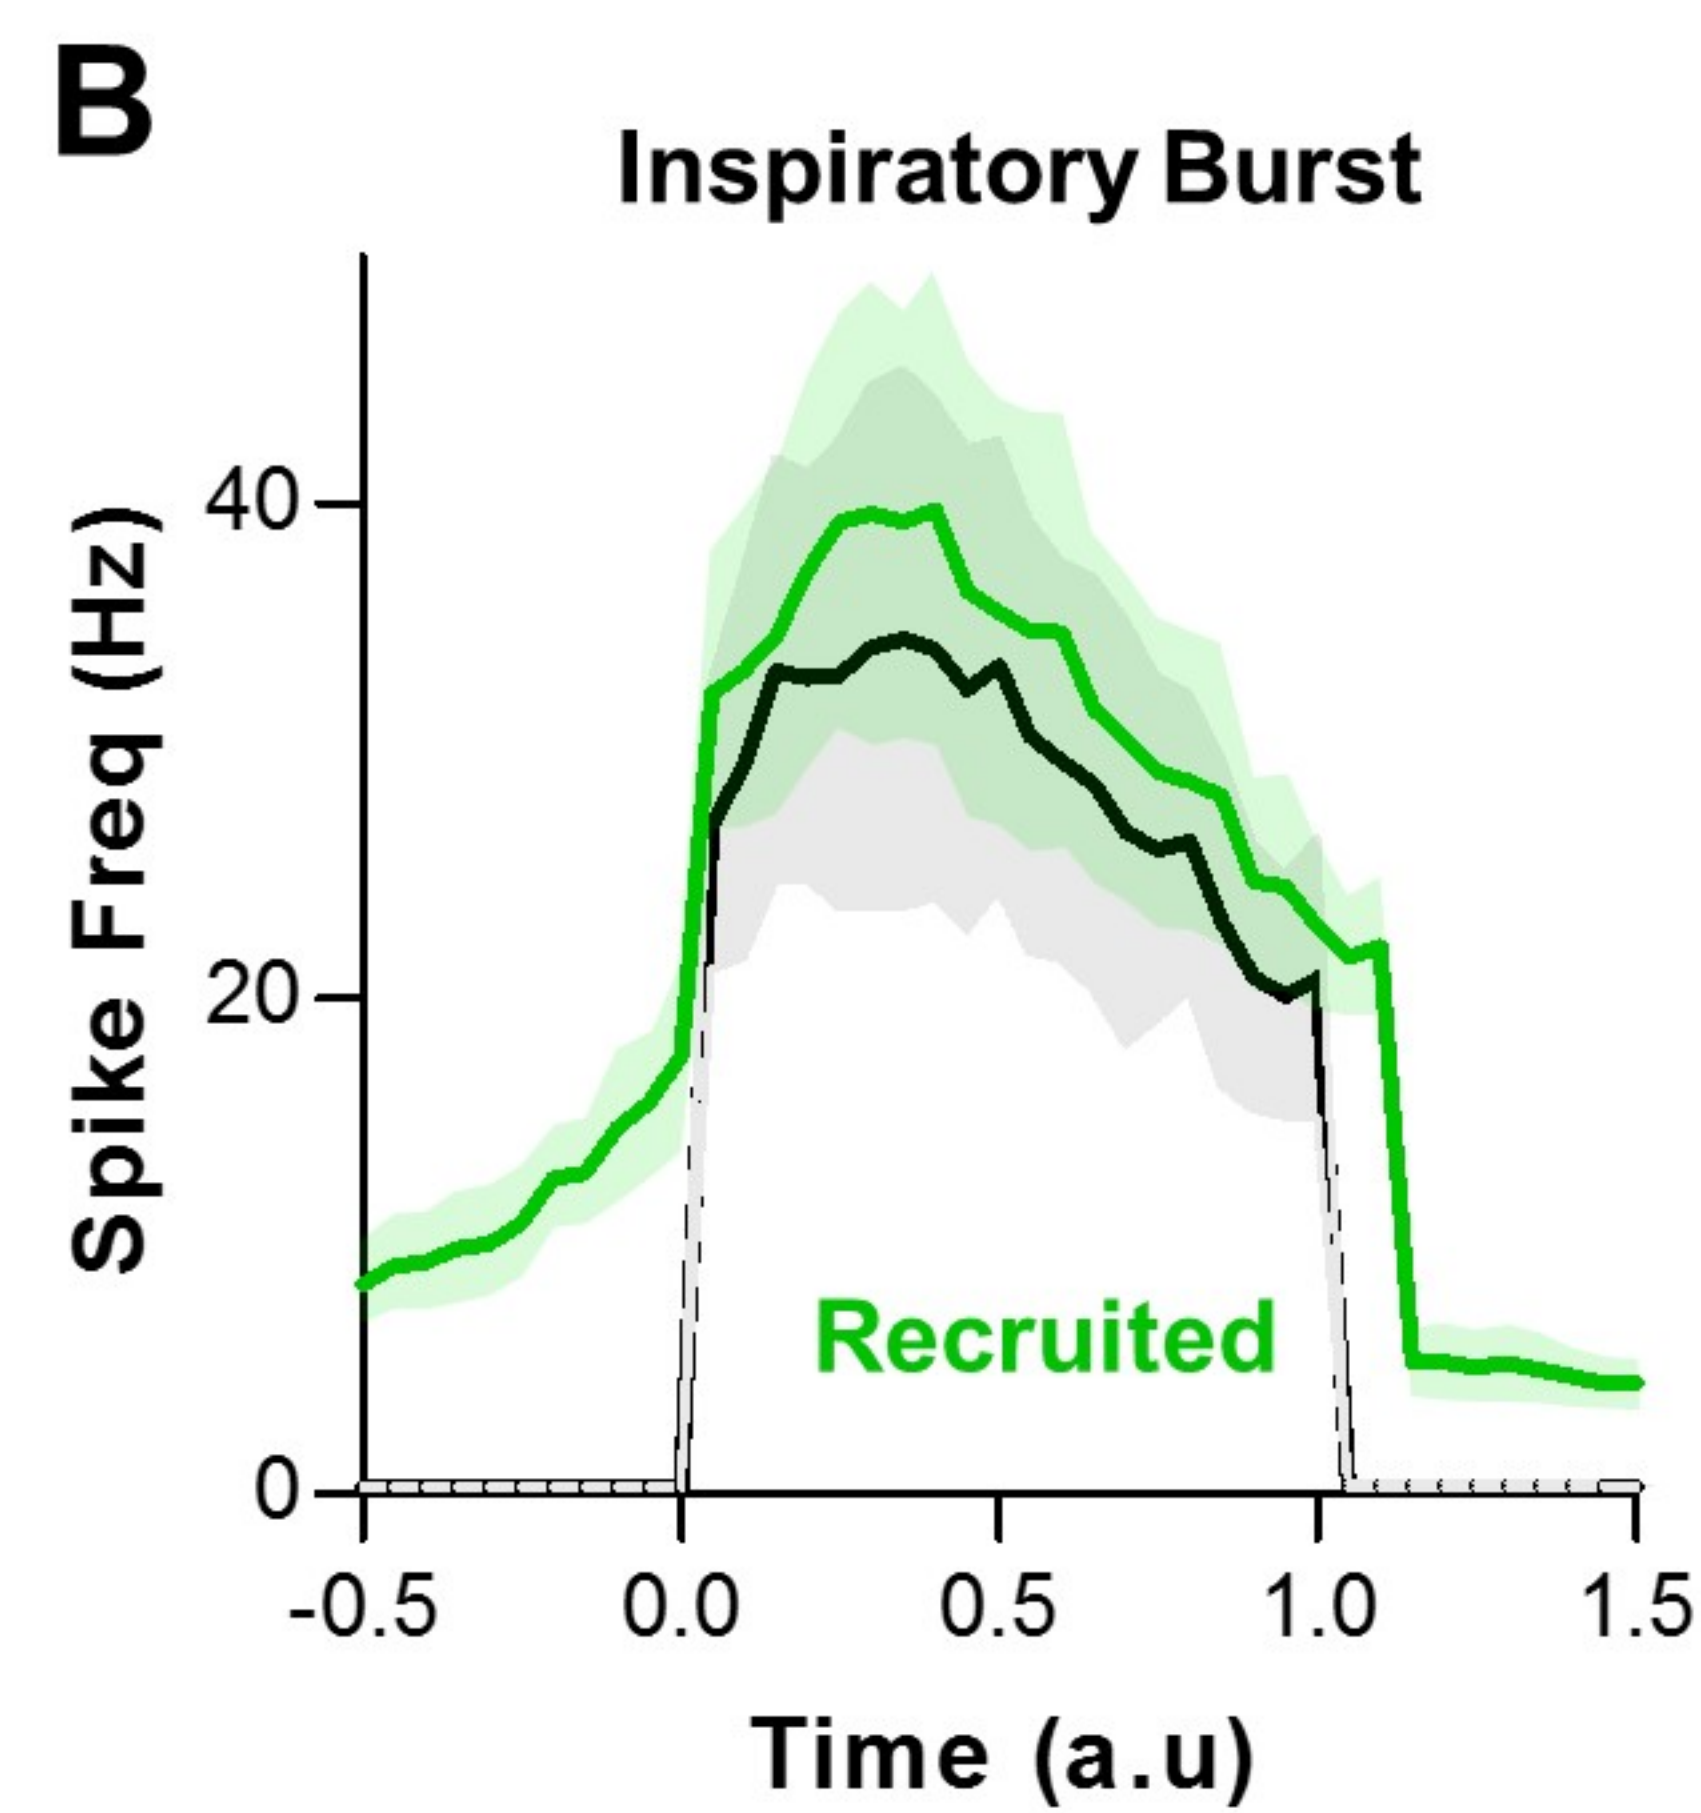 B
Inspiratory Burst
Spike Freq (Hz)
40
20
0
Recruited
-0.5 0.0 0.5 1.0 1.5
Time (a.u)